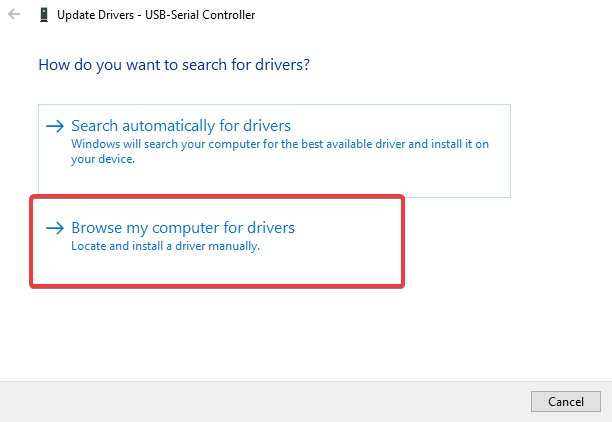 Update Drivers - USB-Serial Controller
How do you want to search for drivers?
Search automatically for drivers
Windows will search your computer for the best available driver and install it on
your device.
Browse my computer for drivers
Locate and install a driver manually.
Cancel